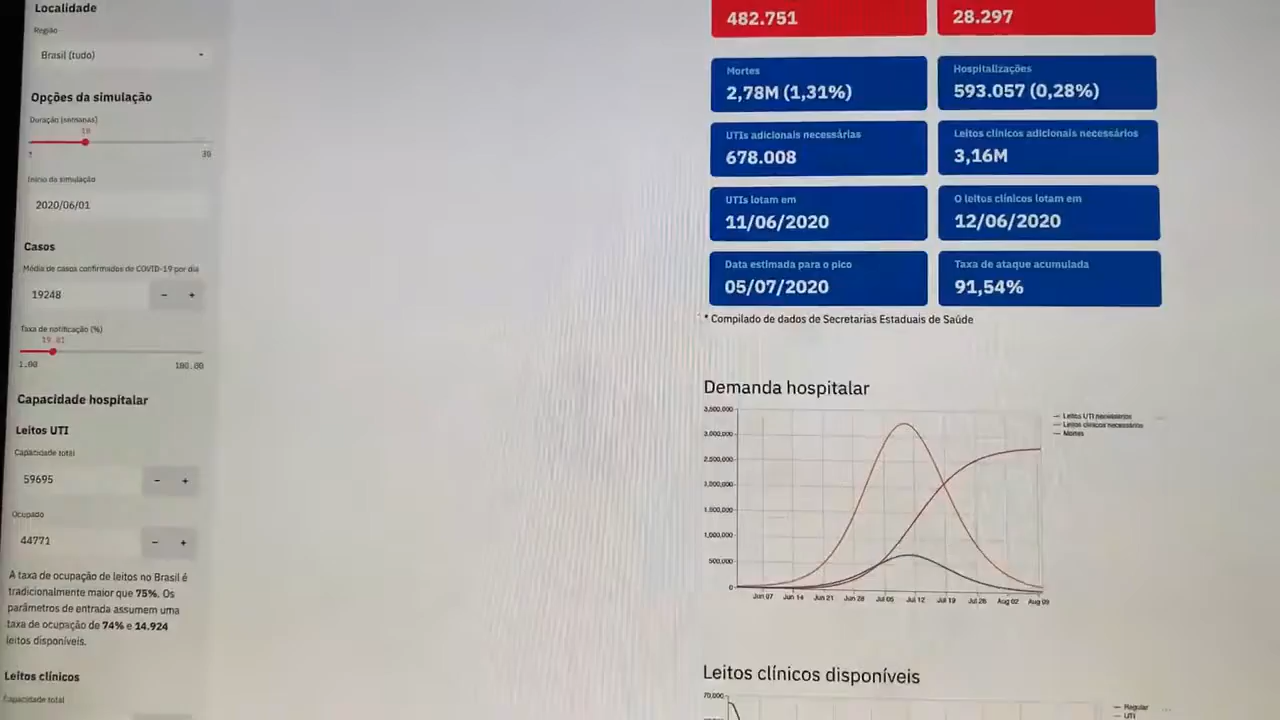 Localidade
Região
Brasil (tudo)
Opções da simulação
Duração (semanas)
10
30
Início da simulação
2020/06/01
Casos
Média de casos confirmados de COVID-19 por dia
19248
− +
Taxa de notificação (%)
1.00
100.00
Capacidade hospitalar
Leitos UTI
Capacidade total
59695
− +
Ocupado
44771
− +
A taxa de ocupação de leitos no Brasil é
tradicionalmente maior que 75%. Os
parâmetros de entrada assumem uma
taxa de ocupação de 74% e 14.924
leitos disponíveis.
Leitos clínicos
Capacidade total
482.751
28.297
Mortes
2,78M (1,31%)
Hospitalizações
593.057 (0,28%)
UTIs adicionais necessárias
678.008
Leitos clínicos adicionais necessários
3,16M
UTIs lotam em
11/06/2020
O leitos clínicos lotam em
12/06/2020
Data estimada para o pico
05/07/2020
Taxa de ataque acumulada
91,54%
* Compilado de dados de Secretarias Estaduais de Saúde
Demanda hospitalar
3,500,000
3,000,000
2,500,000
2,000,000
1,500,000
1,000,000
500,000
0
Jun 07 Jun 14 Jun 21 Jun 28 Jul 05 Jul 12 Jul 19 Jul 26 Aug 02 Aug 09
Leitos UTI necessários
Leitos clínicos necessários
Mortes
Leitos clínicos disponíveis
70,000
Regular
UTI